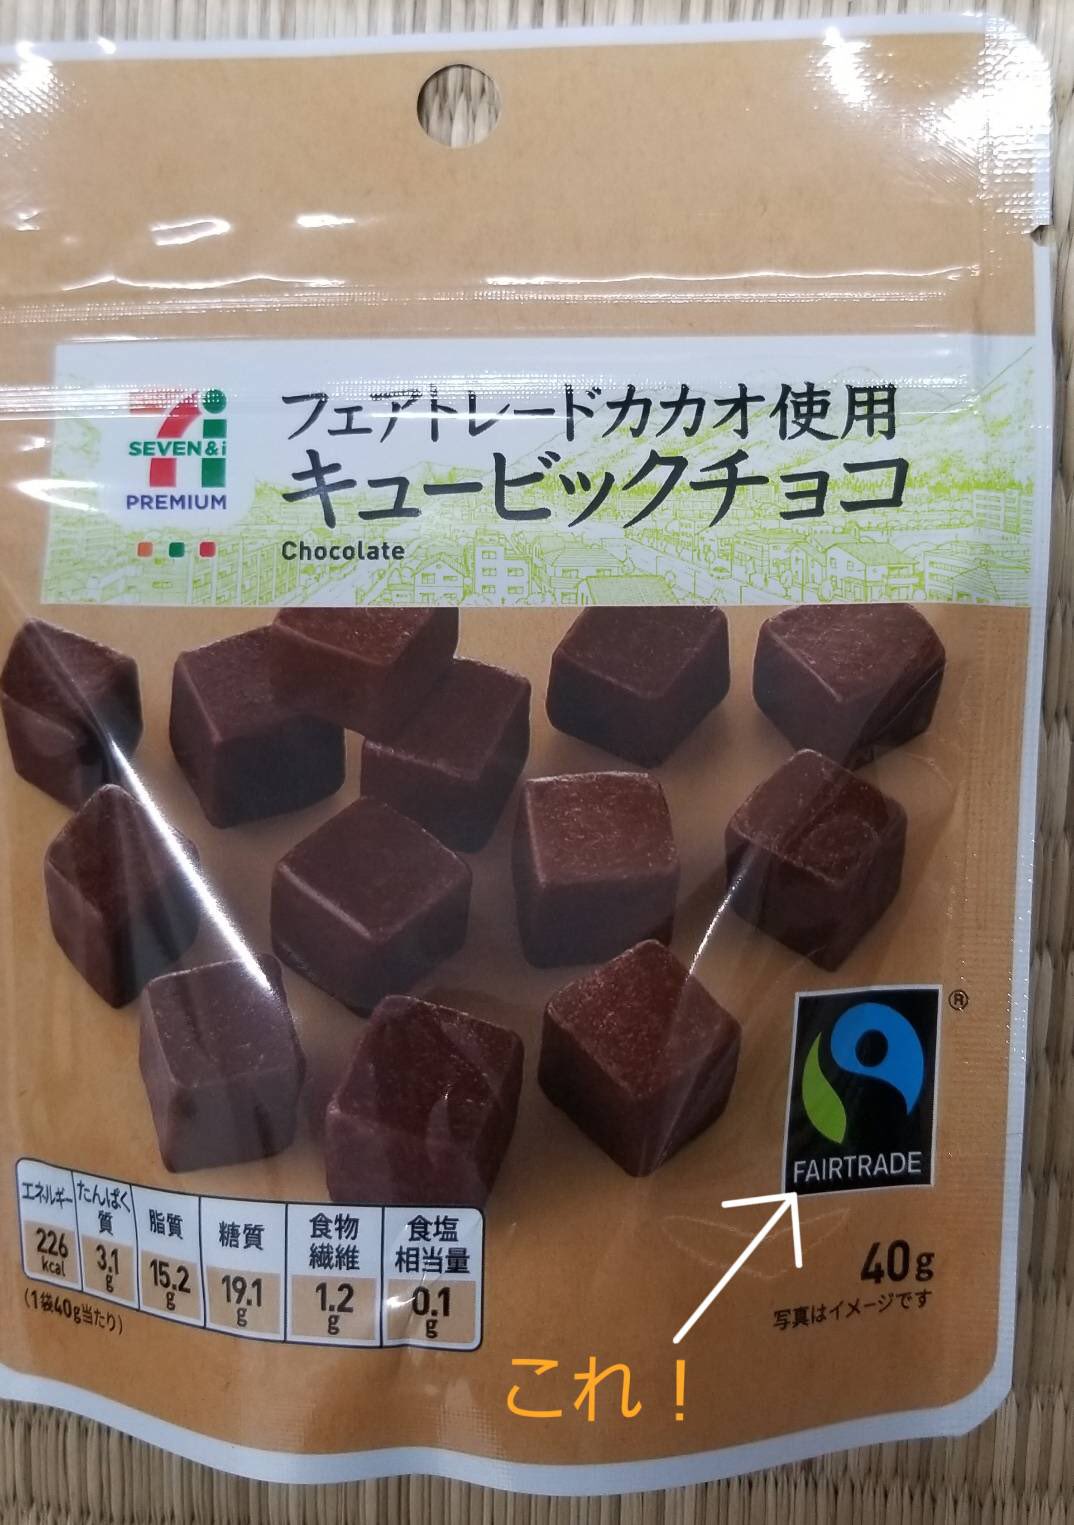 SEVEN&i
PREMIUM
フェアトレードカカオ使用
キュービックチョコ
Chocolate
®
FAIRTRADE
エネルギー
226
kcal
たんぱく
質
3.1
g
脂質
15.2
g
糖質
19.1
g
食物
繊維
1.2
g
食塩
相当量
0.1
g
(1袋40g当たり)
40g
写真はイメージです
これ!